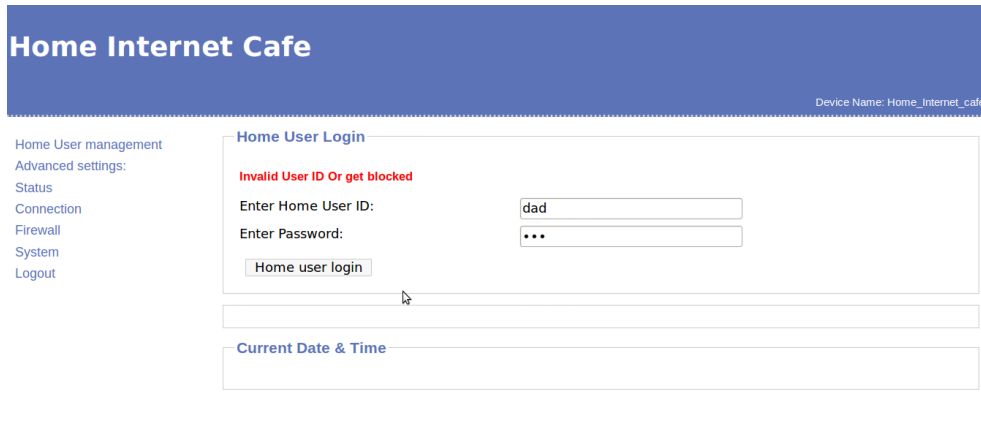 Home Internet Cafe
Device Name: Home_Internet_cafe
Home User management
Advanced settings:
Status
Connection
Firewall
System
Logout
Home User Login
Invalid User ID Or get blocked
Enter Home User ID: dad
Enter Password: •••
Home user login
Current Date & Time